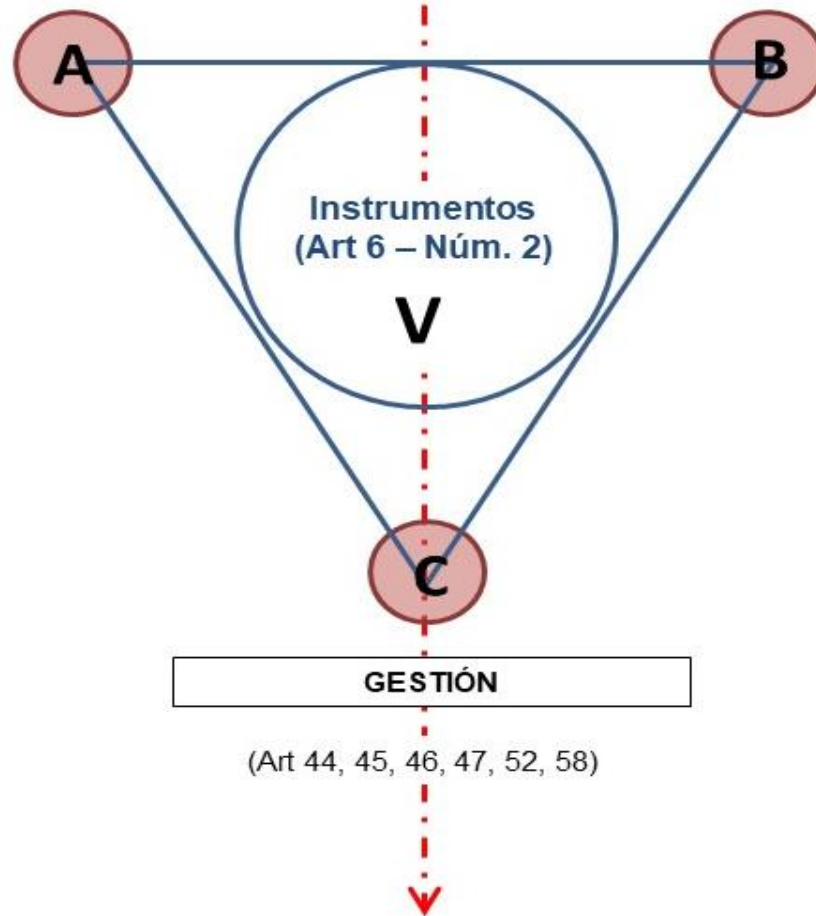 A
B
Instrumentos
(Art 6 – Núm. 2)
V
C
GESTIÓN
(Art 44, 45, 46, 47, 52, 58)